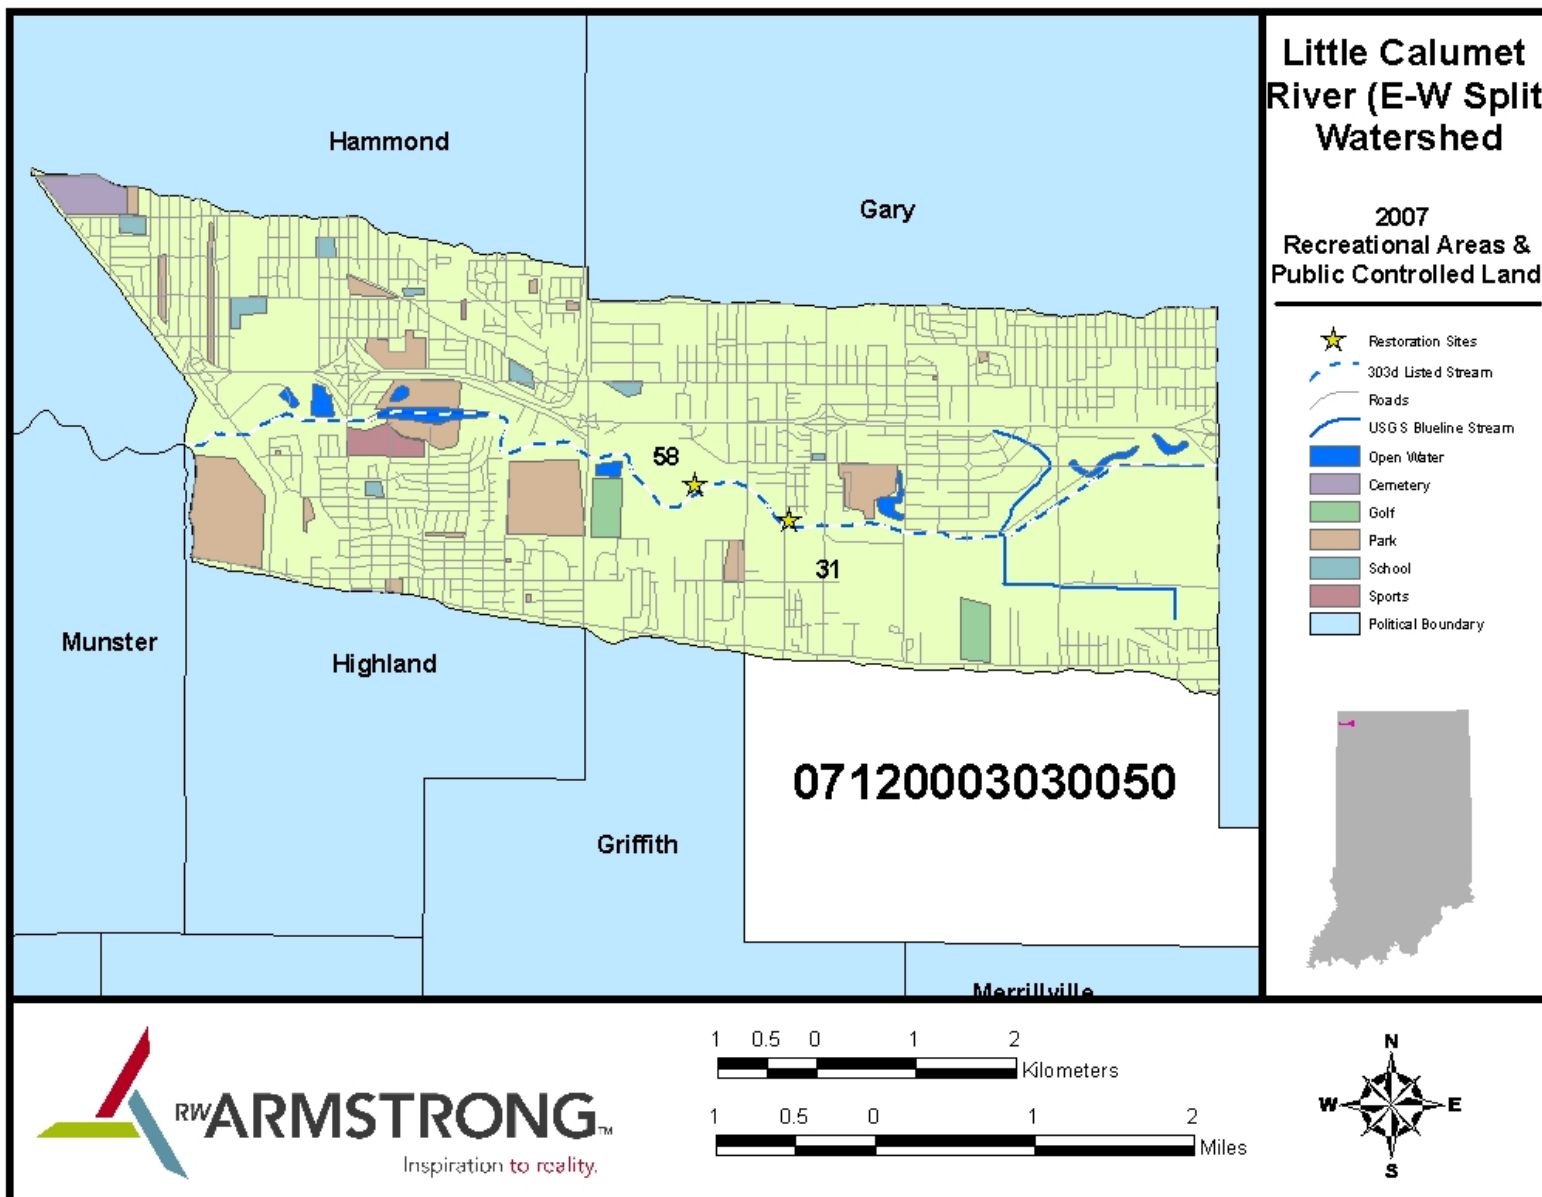 Little Calumet
River (E-W Split
Watershed
2007
Recreational Areas &
Public Controlled Land
Restoration Sites
303d Listed Stream
Roads
USGS Blueline Stream
Open Water
Cemetery
Golf
Park
School
Sports
Political Boundary
Hammond
Gary
58
31
Munster
Highland
Griffith
07120003030050
Merrillville
RW ARMSTRONG TM
Inspiration to reality.
1 0.5 0 1 2
Kilometers
1 0.5 0 1 2
Miles
N
W E
S